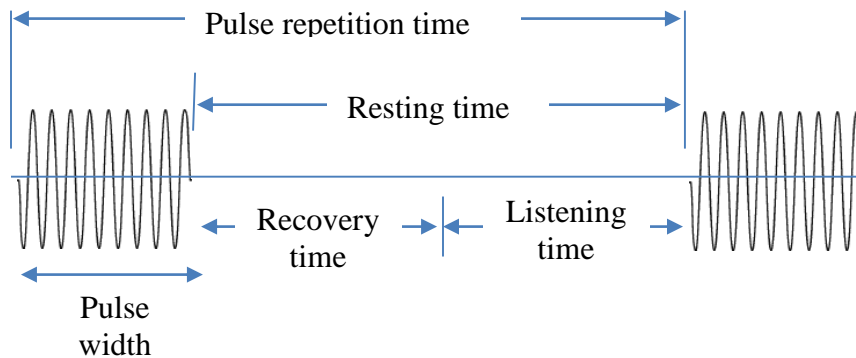 Pulse repetition time
Resting time
Recovery
time
Listening
time
Pulse
width